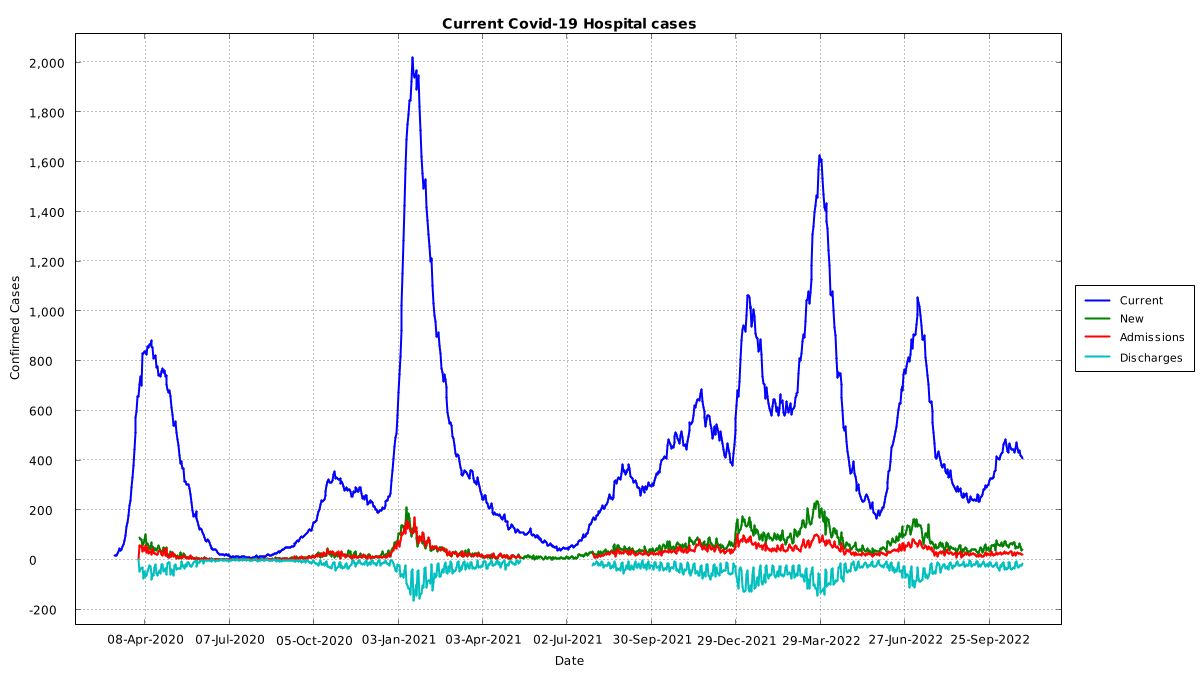 Current Covid-19 Hospital cases
2,000
1,800
1,600
1,400
1,200
1,000
800
600
400
200
0
-200
Confirmed Cases
08-Apr-2020 07-Jul-2020 05-Oct-2020 03-Jan-2021 03-Apr-2021 02-Jul-2021 30-Sep-2021 29-Dec-2021 29-Mar-2022 27-Jun-2022 25-Sep-2022
Date
Current
New
Admissions
Discharges